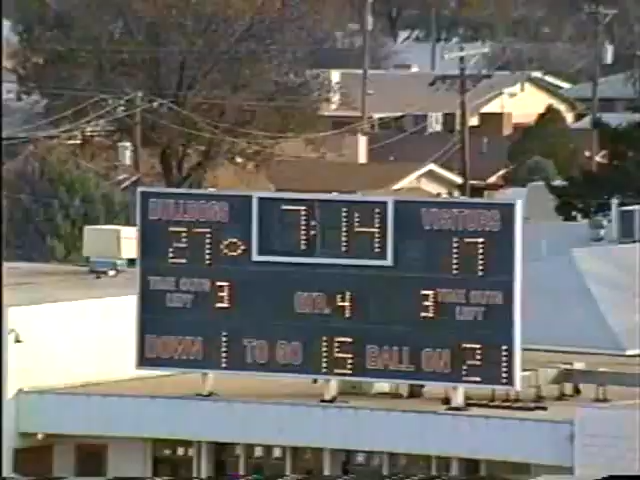 BULLDOGS 7:14 VISITORS
27 17
TIME OUTS LEFT 3 QTR. 4 3 TIME OUTS LEFT
DOWN 1 TO GO 15 BALL ON 21